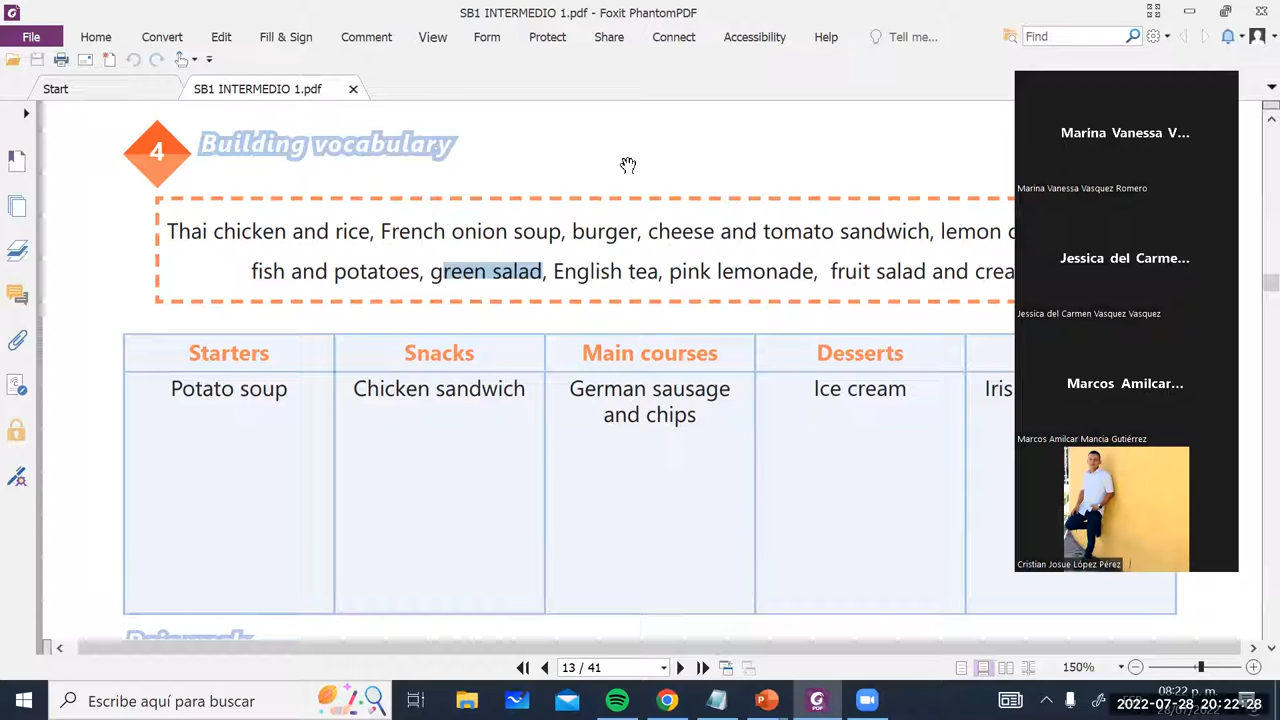 SB1 INTERMEDIO 1.pdf - Foxit PhantomPDF
File Home Convert Edit Fill & Sign Comment View Form Protect Share Connect Accessibility Help Tell me... Find
Start SB1 INTERMEDIO 1.pdf
4 Building vocabulary
Thai chicken and rice, French onion soup, burger, cheese and tomato sandwich, lemon
fish and potatoes, green salad, English tea, pink lemonade, fruit salad and crea
Starters Snacks Main courses Desserts
Potato soup Chicken sandwich German sausage Ice cream Iris
and chips
Marina Vanessa V...
Marina Vanessa Vasquez Romero
Jessica del Carme...
Jessica del Carmen Vasquez Vasquez
Marcos Amilcar...
Marcos Amilcar Mancia Gutiérrez
Cristian Josue López Pérez
13 / 41
150%
Escribe aquí para buscar
08:22 p. m.
2022-07-28 20:22:28